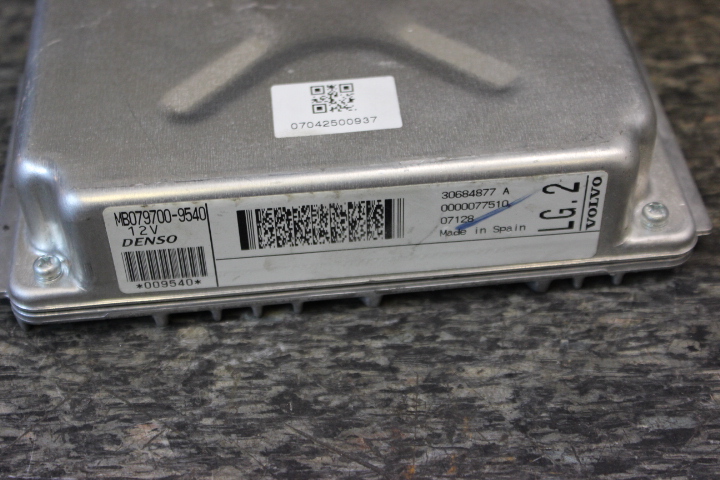 07042500937
MB079700-9540
12V
DENSO
*009540*
30684877 A
0000077510
07128
Made in Spain
LG.2
VOLVO